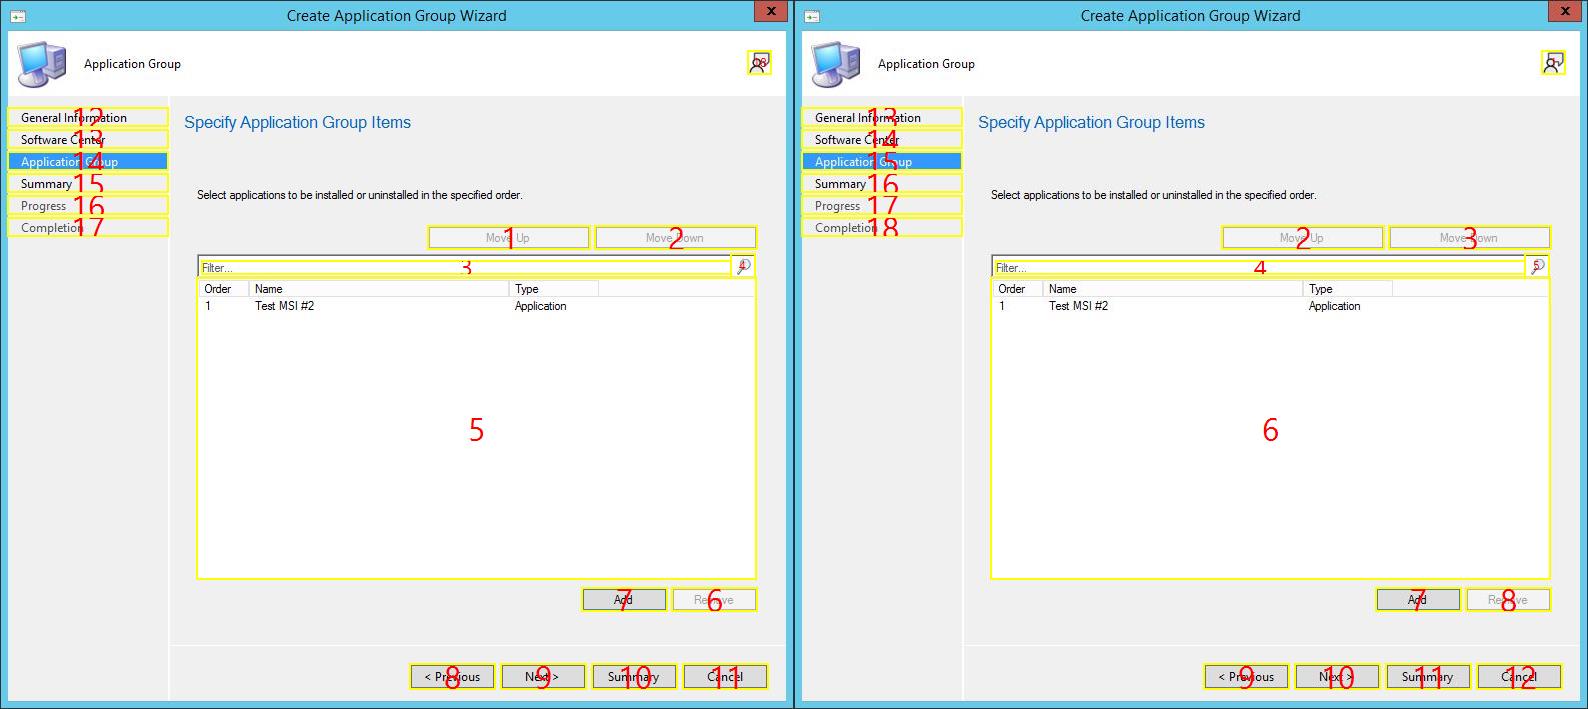 Create Application Group Wizard
x
Application Group
18
General Information 12
Software Center 13
Application Group 14
Summary 15
Progress 16
Completion 17
Specify Application Group Items
Select applications to be installed or uninstalled in the specified order.
Move Up 1
Move Down 2
Filter... 3
4
Order Name Type
1 Test MSI #2 Application
5
Add 7
Remove 6
< Previous 8
Next > 9
Summary 10
Cancel 11
Create Application Group Wizard
x
Application Group
General Information 13
Software Center 14
Application Group 15
Summary 16
Progress 17
Completion 18
Specify Application Group Items
Select applications to be installed or uninstalled in the specified order.
Move Up 2
Move Down 3
Filter... 4
5
Order Name Type
1 Test MSI #2 Application
6
Add 7
Remove 8
< Previous 9
Next > 10
Summary 11
Cancel 12